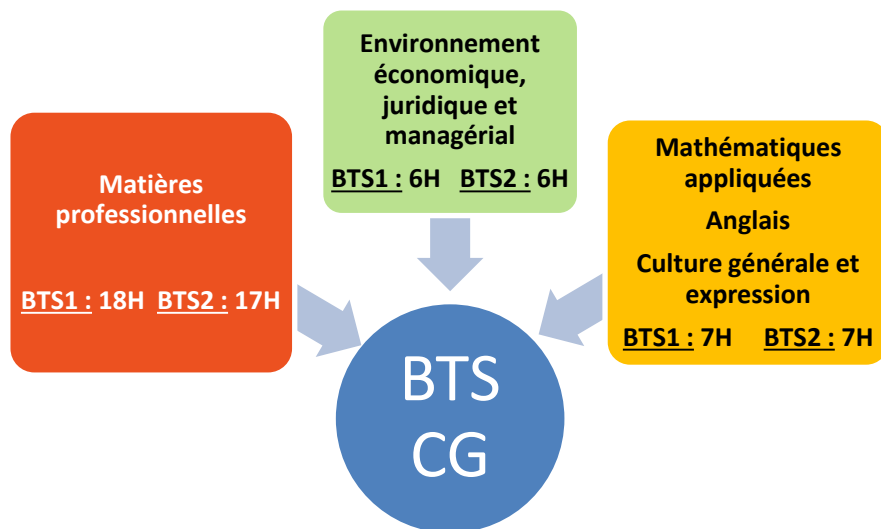 Environnement
économique,
juridique et
managérial
BTS1 : 6H BTS2 : 6H
Matières
professionnelles
BTS1 : 18H BTS2 : 17H
Mathématiques
appliquées
Anglais
Culture générale et
expression
BTS1 : 7H BTS2 : 7H
BTS
CG